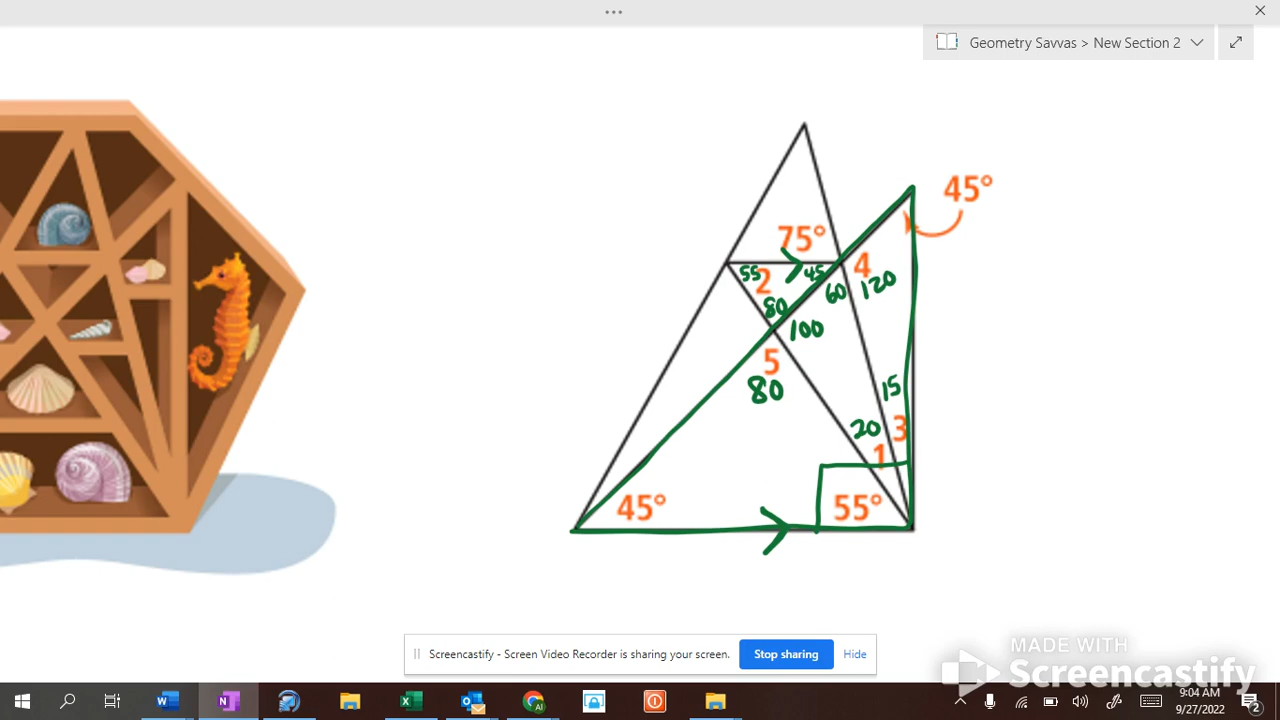 Geometry Savvas > New Section 2
45°
75°
55
2
45
4
60
120
80
100
5
80
15
20
3
1
45°
55°
Screencastify - Screen Video Recorder is sharing your screen.
Stop sharing
Hide
MADE WITH
Screencastify
9:04 AM
9/27/2022
2